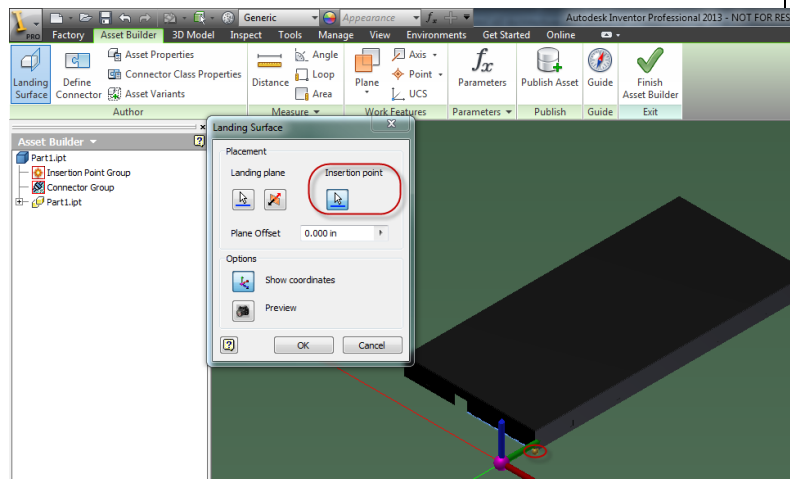 Generic
Appearance
fx
Autodesk Inventor Professional 2013 - NOT FOR RES
PRO
Factory
Asset Builder
3D Model
Inspect
Tools
Manage
View
Environments
Get Started
Online
Landing
Surface
Define
Connector
Asset Properties
Connector Class Properties
Asset Variants
Distance
Angle
Loop
Area
Plane
Axis
Point
UCS
fx
Parameters
Publish Asset
Guide
Finish
Asset Builder
Author
Measure
Work Features
Parameters
Publish
Guide
Exit
Asset Builder
Part1.ipt
Insertion Point Group
Connector Group
Part1.ipt
Landing Surface
Placement
Landing plane
Insertion point
Plane Offset
0.000 in
Options
Show coordinates
Preview
OK
Cancel